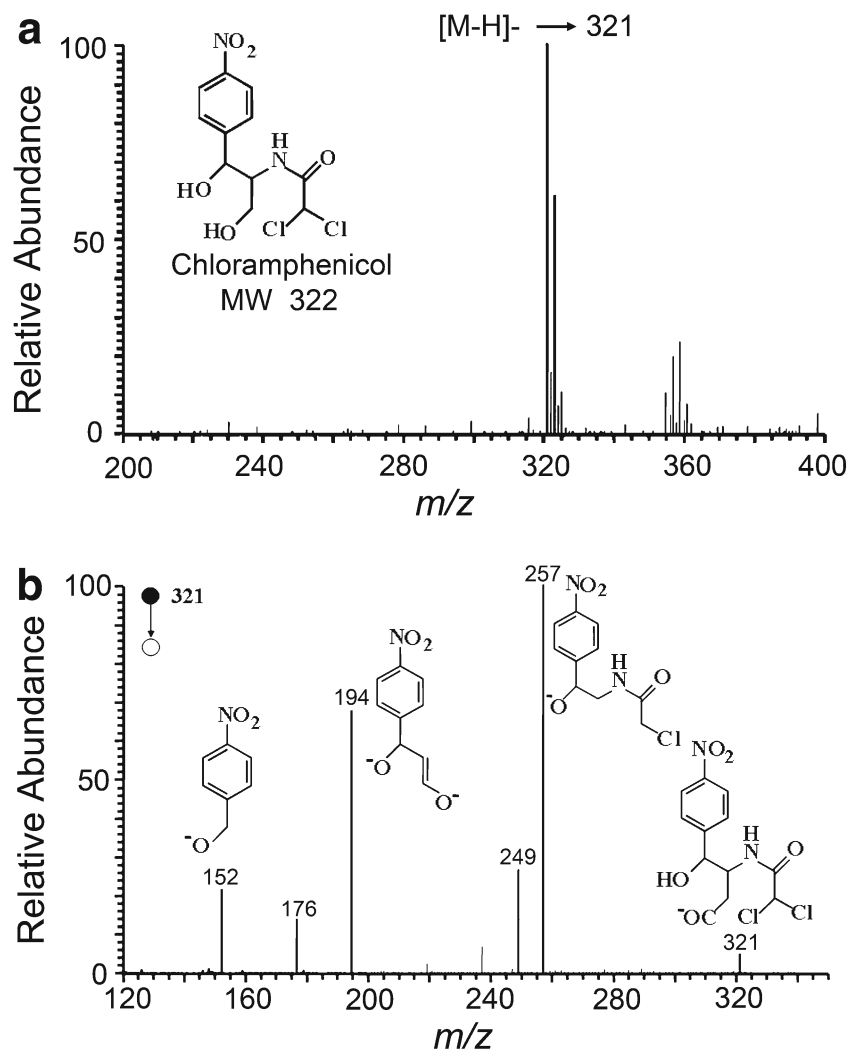 a
[M-H]- → 321
100
50
0
Relative Abundance
NO2
H
N
O
HO
HO
Cl
Cl
Chloramphenicol
MW 322
200
240
280
320
360
400
m/z
b
100
50
0
Relative Abundance
321
257
NO2
H
N
O
-O
Cl
NO2
194
-O
O-
NO2
-O
152
176
249
NO2
H
N
O
HO
-OC
Cl
Cl
321
120
160
200
240
280
320
m/z